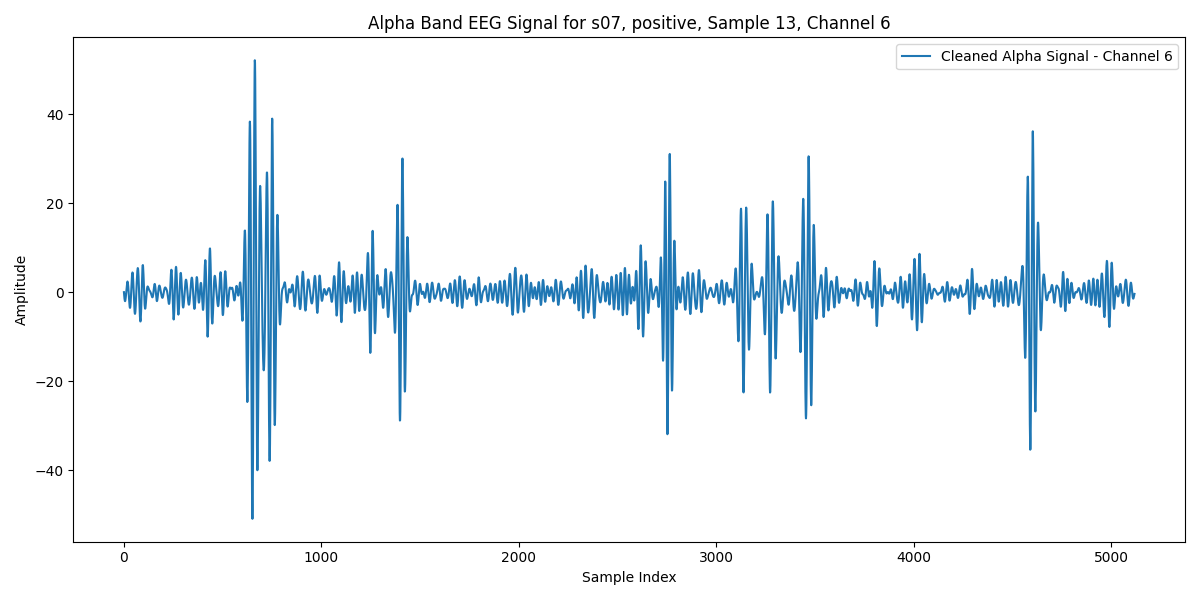 Alpha Band EEG Signal for s07, positive, Sample 13, Channel 6
Cleaned Alpha Signal - Channel 6
Amplitude
40
20
0
−20
−40
0 1000 2000 3000 4000 5000
Sample Index